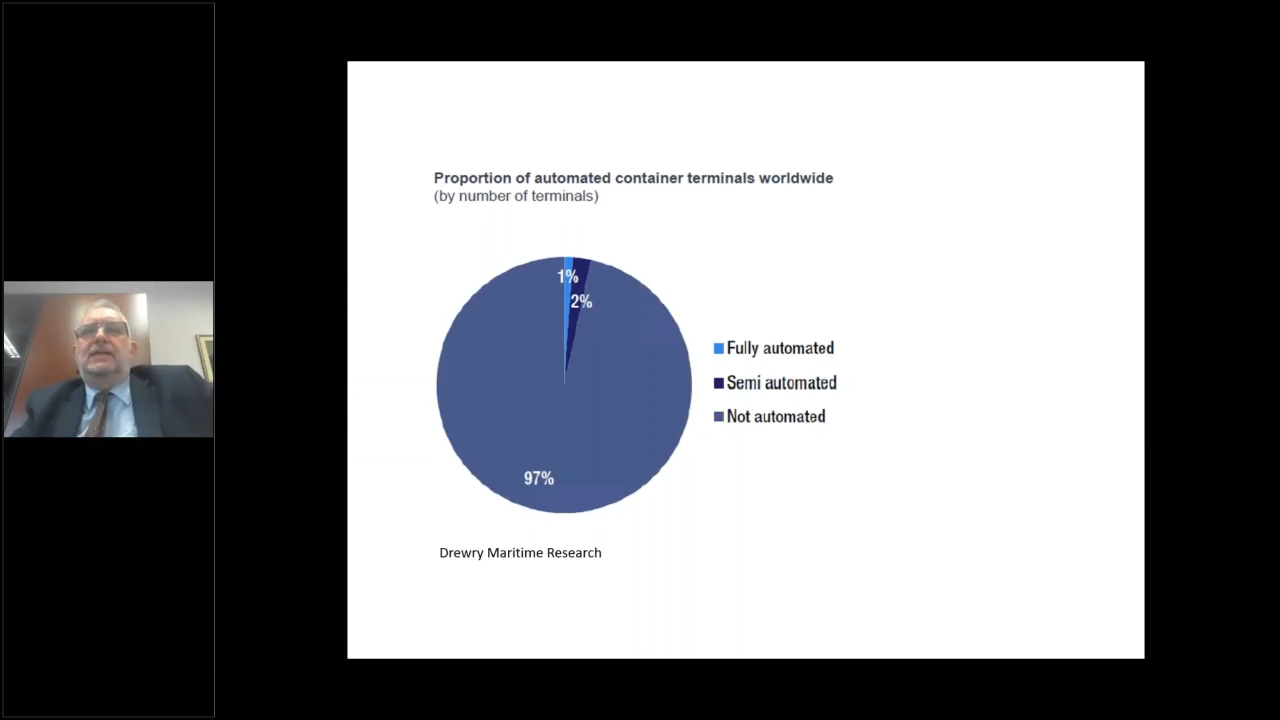 Proportion of automated container terminals worldwide
(by number of terminals)
1%
2%
Fully automated
Semi automated
Not automated
97%
Drewry Maritime Research